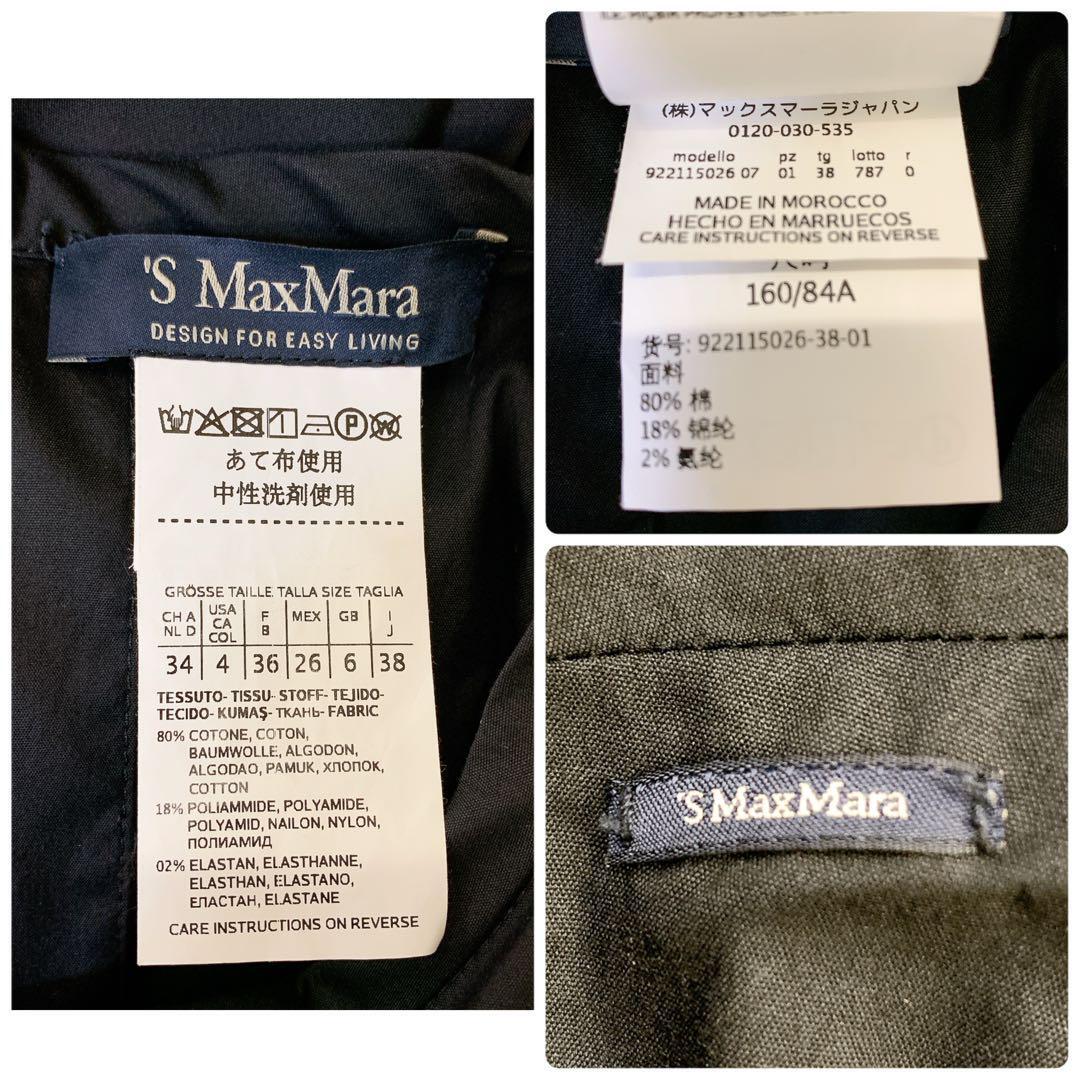 'S MaxMara
DESIGN FOR EASY LIVING
あて布使用
中性洗剤使用
GRÖSSE TAILLE TALLA SIZE TAGLIA
CH A NL D USA CA COL F B MEX GB I J
34 4 36 26 6 38
TESSUTO- TISSU- STOFF- TEJIDO-
TECIDO- KUMAŞ- ТКАНЬ- FABRIC
80% COTONE, COTON,
BAUMWOLLE, ALGODON,
ALGODAO, PAMUK, ХЛОПОК,
COTTON
18% POLIAMMIDE, POLYAMIDE,
POLYAMID, NAILON, NYLON,
ПОЛИАМИД
02% ELASTAN, ELASTHANNE,
ELASTHAN, ELASTANO,
ЕЛАСТАН, ELASTANE
CARE INSTRUCTIONS ON REVERSE
(株)マックスマーラジャパン
0120-030-535
modello pz tg lotto r
922115026 07 01 38 787 0
MADE IN MOROCCO
HECHO EN MARRUECOS
CARE INSTRUCTIONS ON REVERSE
160/84A
货号: 922115026-38-01
面料
80% 棉
18% 锦纶
2% 氨纶
'S MaxMara